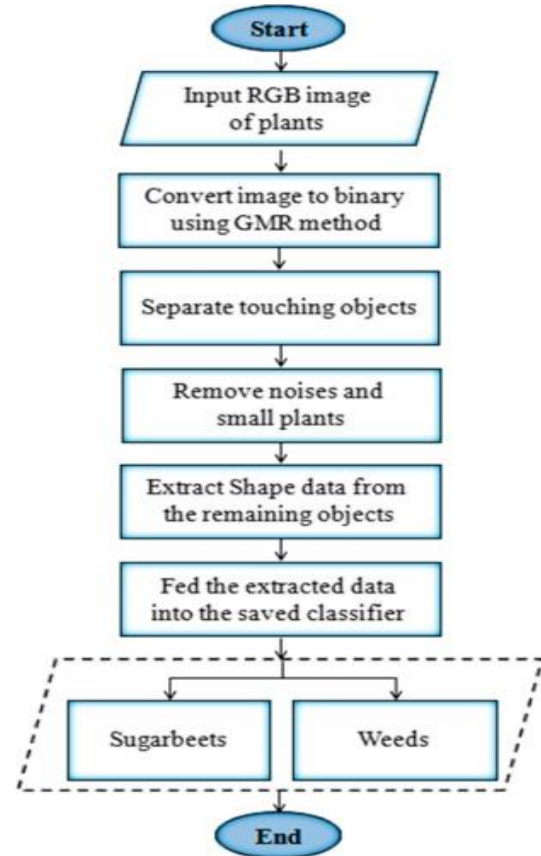 Start
Input RGB image
of plants
Convert image to binary
using GMR method
Separate touching objects
Remove noises and
small plants
Extract Shape data from
the remaining objects
Fed the extracted data
into the saved classifier
Sugarbeets
Weeds
End